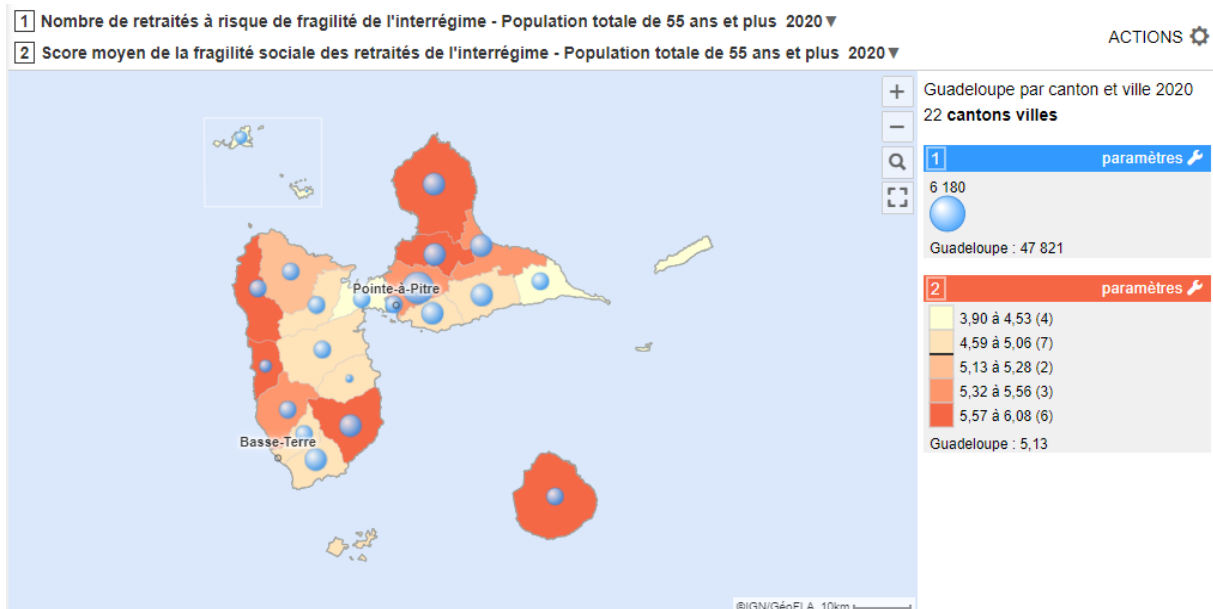 1 Nombre de retraités à risque de fragilité de l'interrégime - Population totale de 55 ans et plus 2020▼
2 Score moyen de la fragilité sociale des retraités de l'interrégime - Population totale de 55 ans et plus 2020▼
ACTIONS
+
−
Pointe-à-Pitre
Basse-Terre
©IGN/GéoFLA 10km
Guadeloupe par canton et ville 2020
22 cantons villes
1 paramètres
6 180
Guadeloupe : 47 821
2 paramètres
3,90 à 4,53 (4)
4,59 à 5,06 (7)
5,13 à 5,28 (2)
5,32 à 5,56 (3)
5,57 à 6,08 (6)
Guadeloupe : 5,13